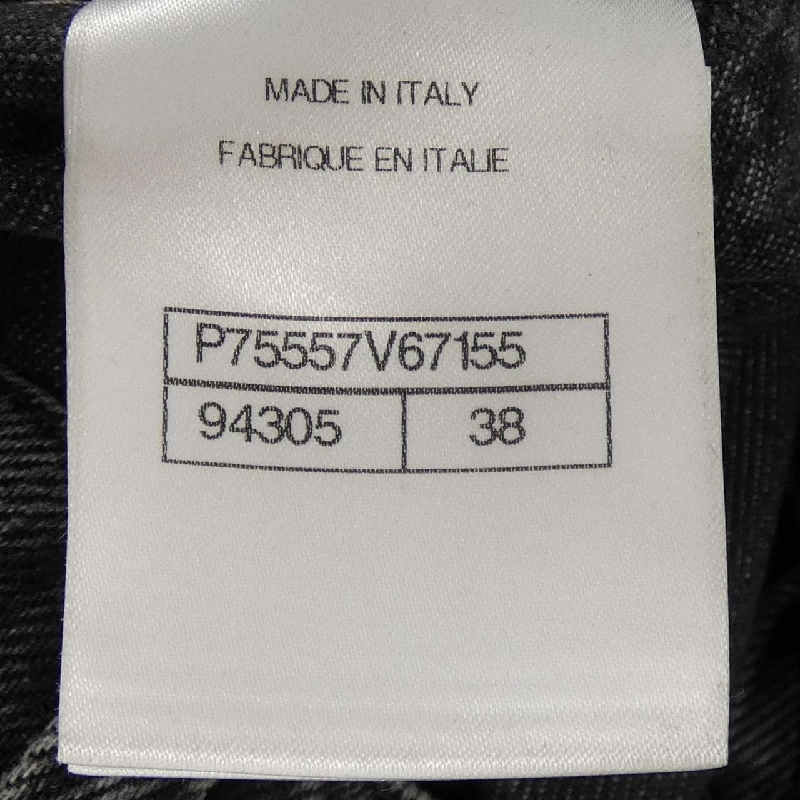 MADE IN ITALY
FABRIQUE EN ITALIE
P75557V67155
94305 38